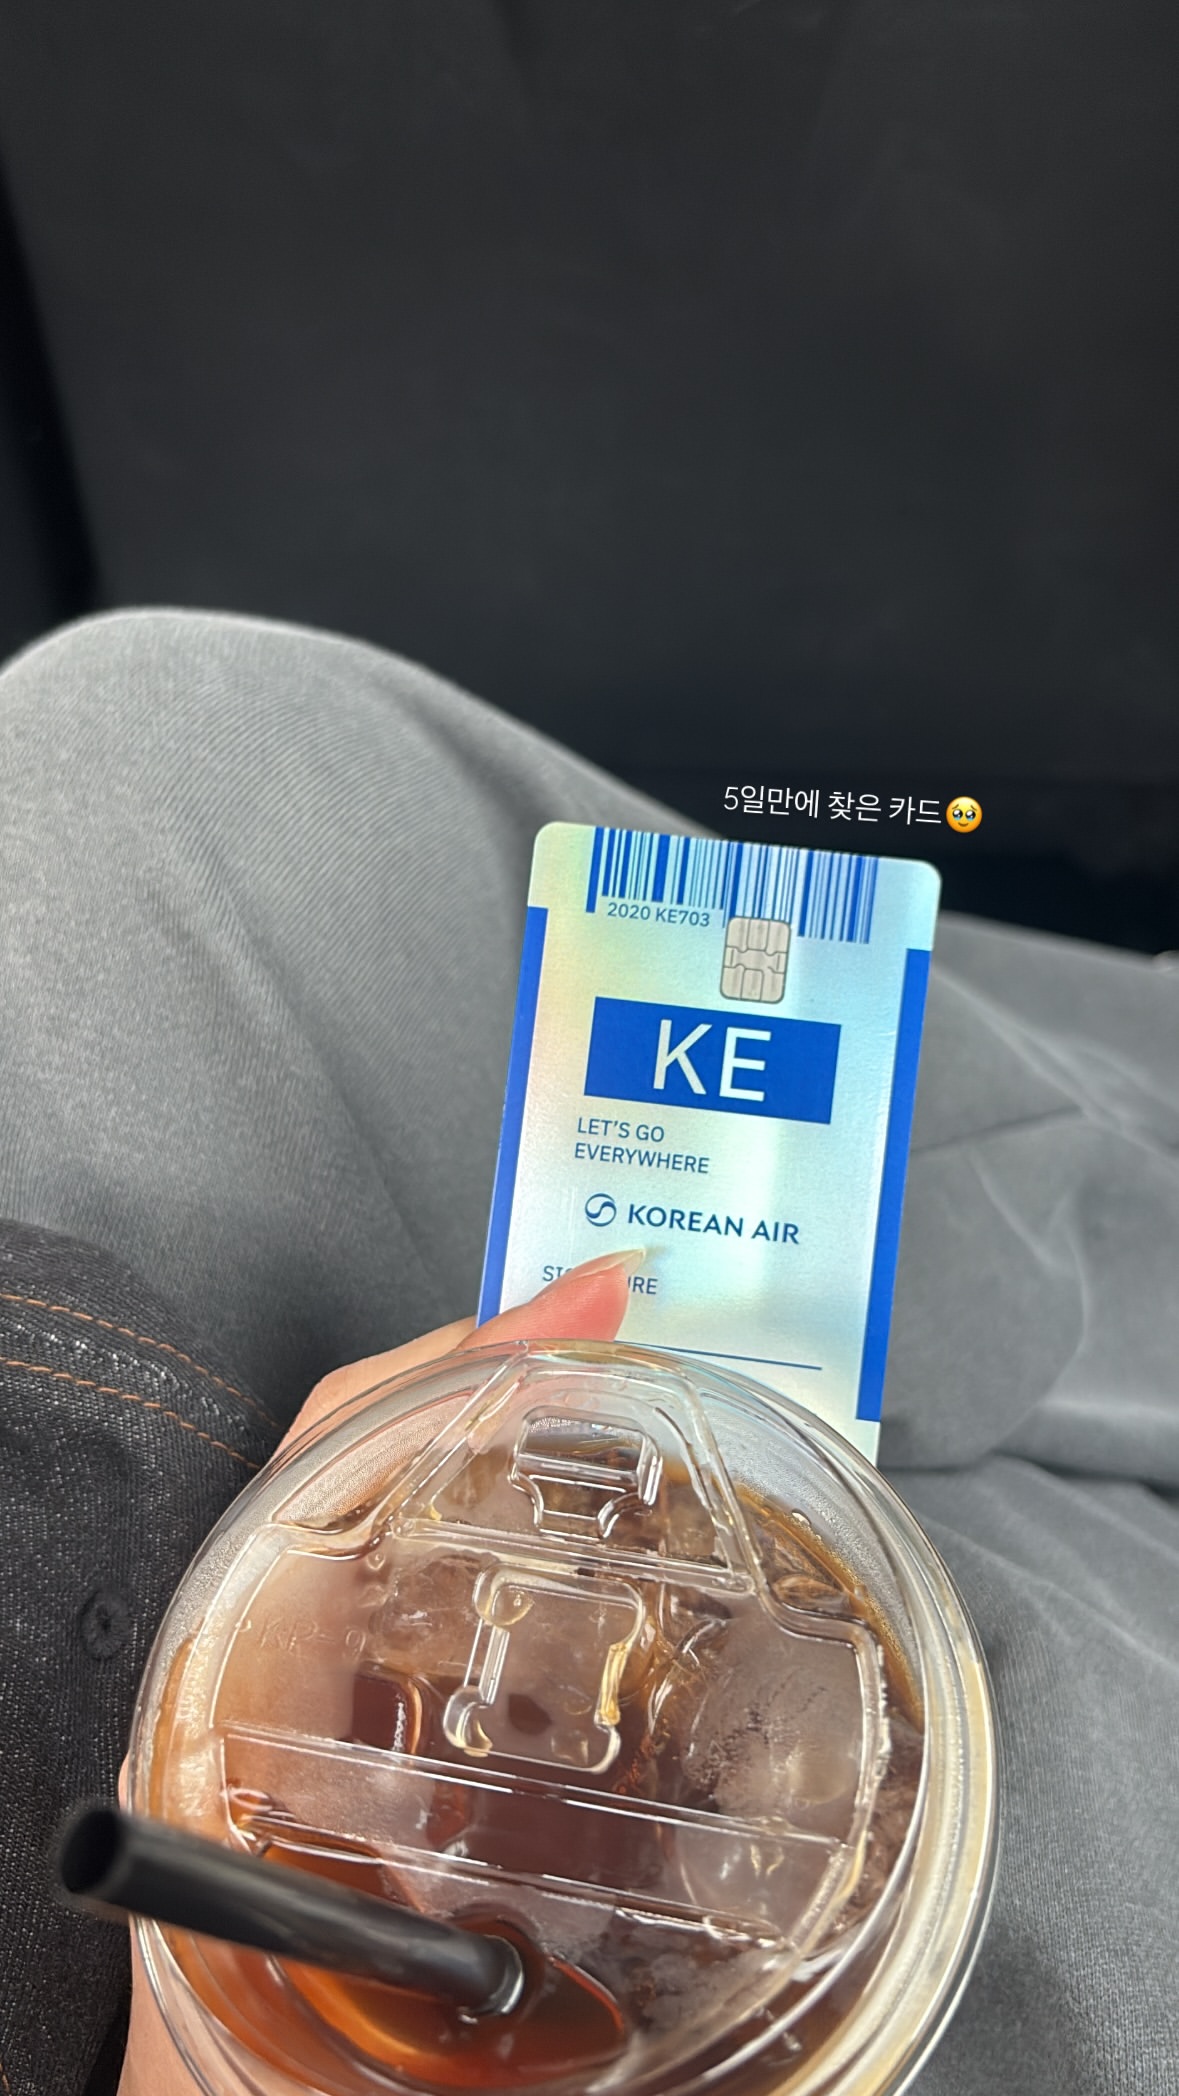 5일만에 찾은 카드🥹
2020 KE703
KE
LET'S GO
EVERYWHERE
KOREAN AIR